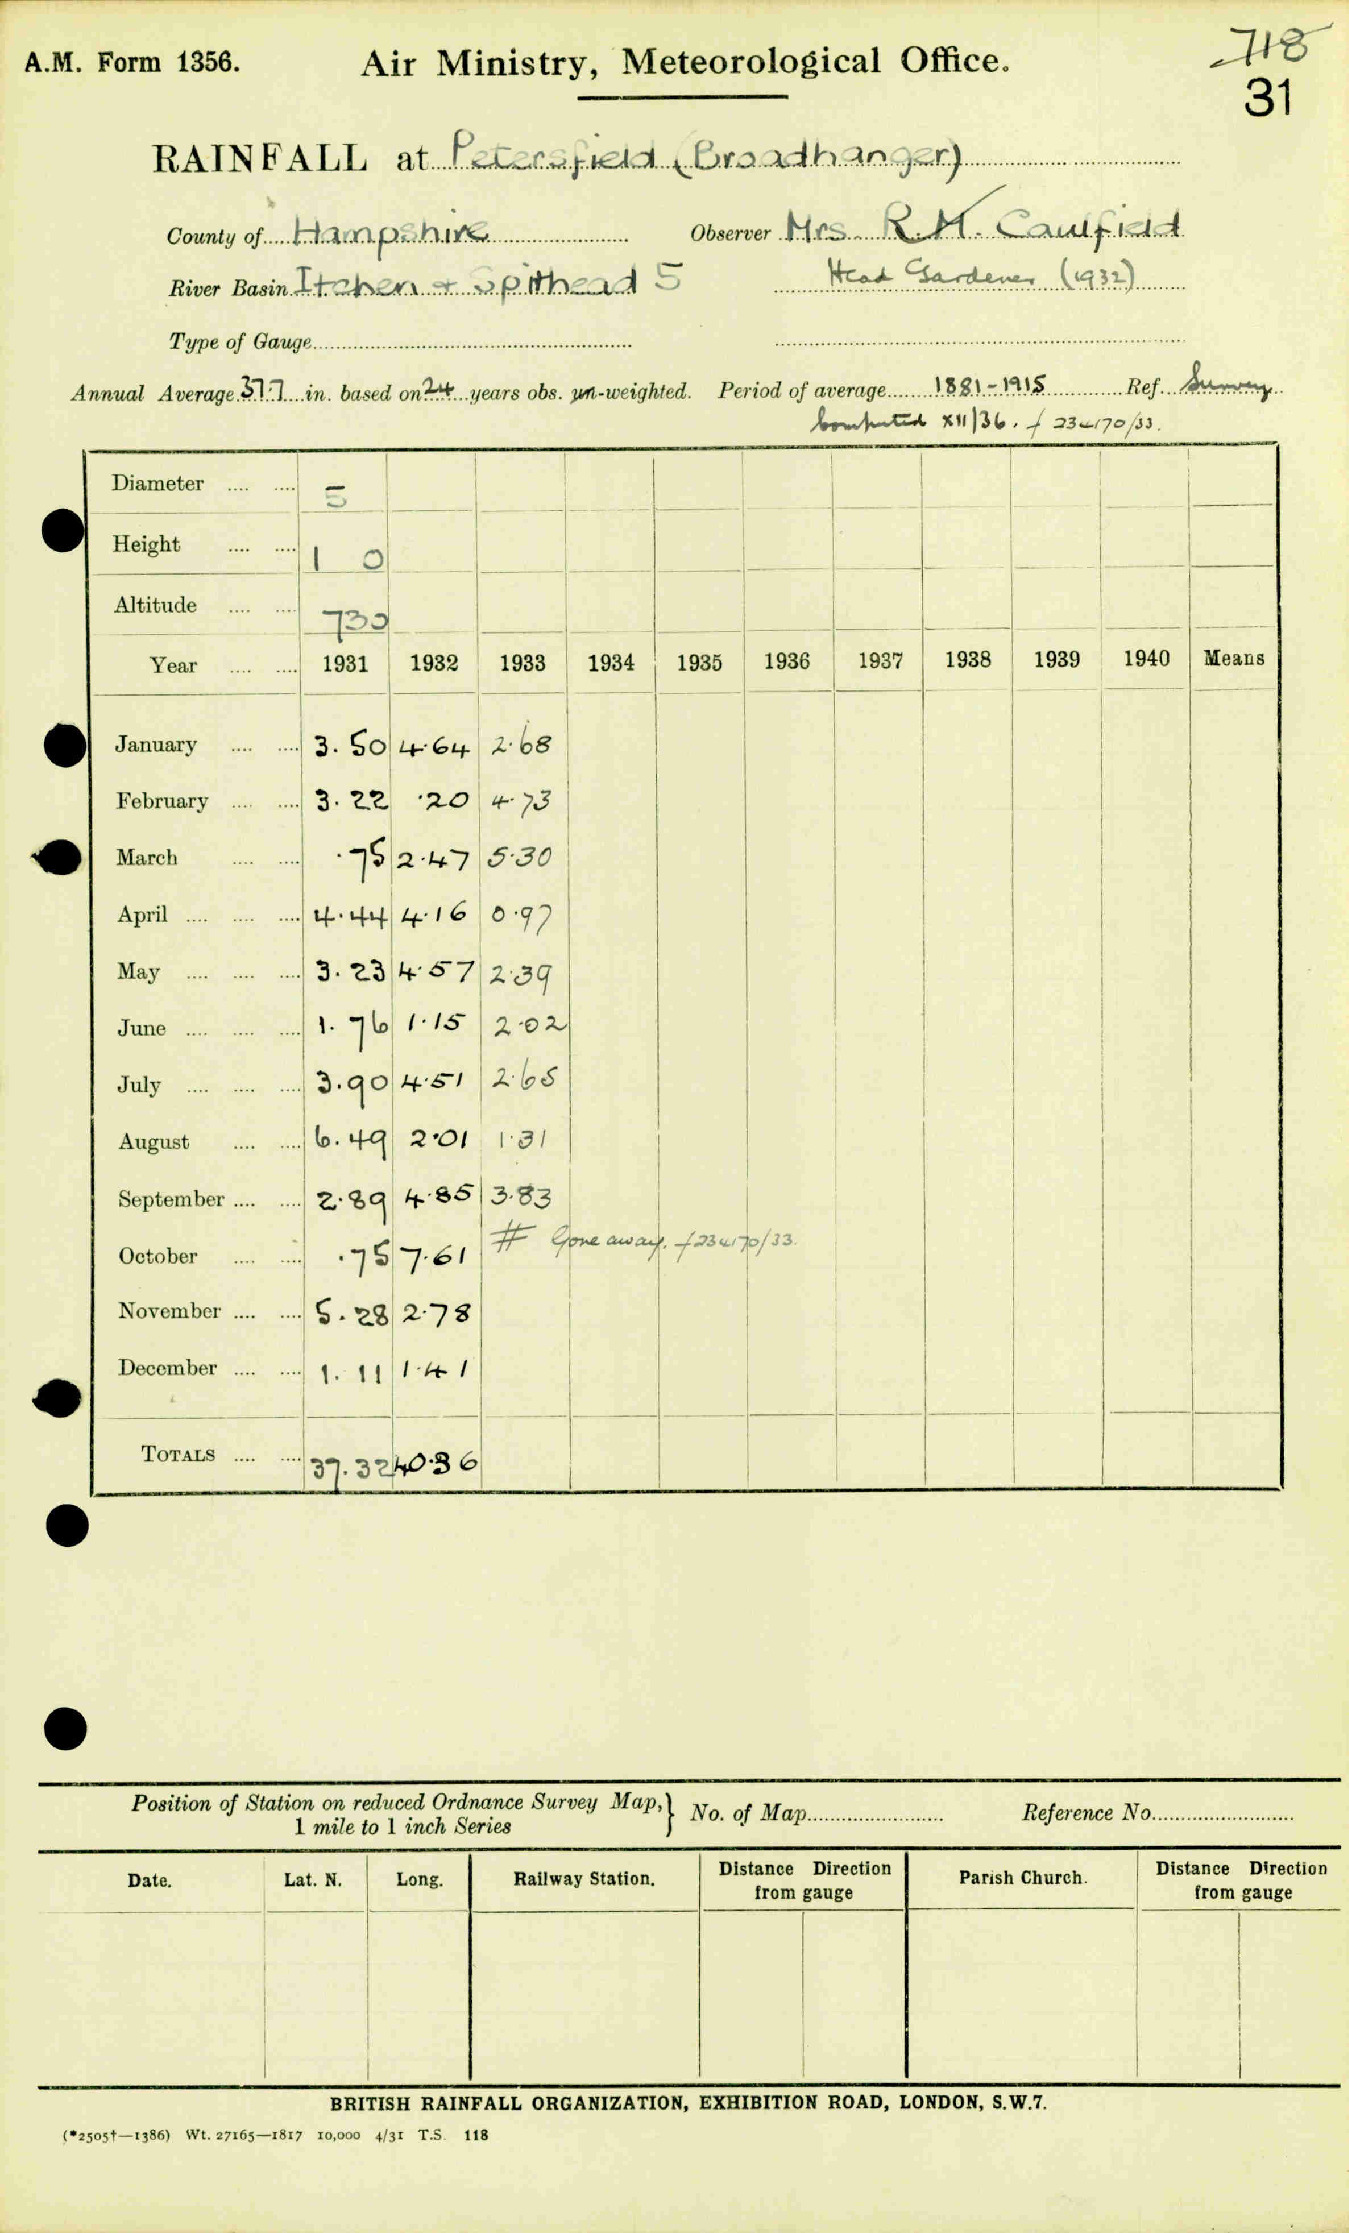 A.M. Form 1356.
Air Ministry, Meteorological Office.
718
31
RAINFALL at Petersfield (Broadhanger)
County of Hampshire Observer Mrs R.M. Caulfield
River Basin Itchen + Spithead 5 Head Gardener (1932)
Type of Gauge
Annual Average 37.7 in. based on 24 years obs. un-weighted. Period of average 1881-1915 Ref. Survey
Computed XII/36. f 234170/33.
Diameter 5
Height 1 0
Altitude 730
Year 1931 1932 1933 1934 1935 1936 1937 1938 1939 1940 Means
January 3.50 4.64 2.68
February 3.22 .20 4.73
March .75 2.47 5.30
April 4.44 4.16 0.97
May 3.23 4.57 2.39
June 1.76 1.15 2.02
July 3.90 4.51 2.65
August 6.49 2.01 1.31
September 2.89 4.85 3.83
October .75 7.61 # Gone away. f 234170/33.
November 5.28 2.78
December 1.11 1.41
TOTALS 37.32 40.36
Position of Station on reduced Ordnance Survey Map, } No. of Map Reference No.
1 mile to 1 inch Series
Date. Lat. N. Long. Railway Station. Distance Direction from gauge Parish Church. Distance Direction from gauge
BRITISH RAINFALL ORGANIZATION, EXHIBITION ROAD, LONDON, S.W.7.
(*2505†—1386) Wt. 27165—1817 10,000 4/31 T.S. 118